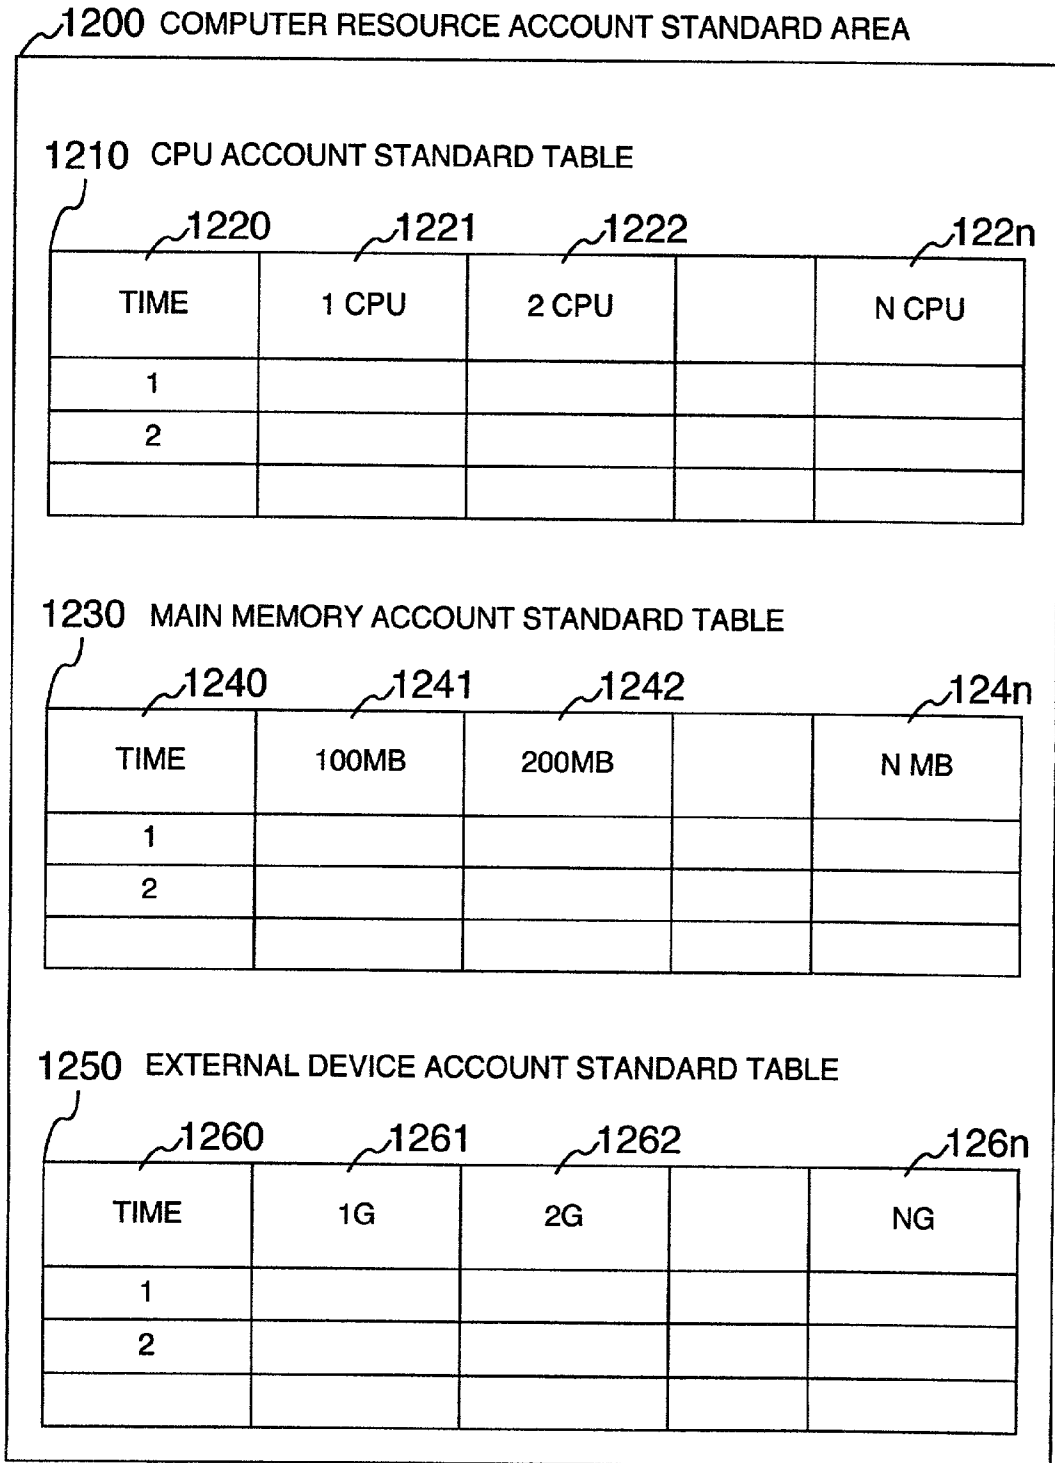 1200 COMPUTER RESOURCE ACCOUNT STANDARD AREA
1210 CPU ACCOUNT STANDARD TABLE
1220 1221 1222 122n
TIME 1 CPU 2 CPU N CPU
1
2
1230 MAIN MEMORY ACCOUNT STANDARD TABLE
1240 1241 1242 124n
TIME 100MB 200MB N MB
1
2
1250 EXTERNAL DEVICE ACCOUNT STANDARD TABLE
1260 1261 1262 126n
TIME 1G 2G NG
1
2